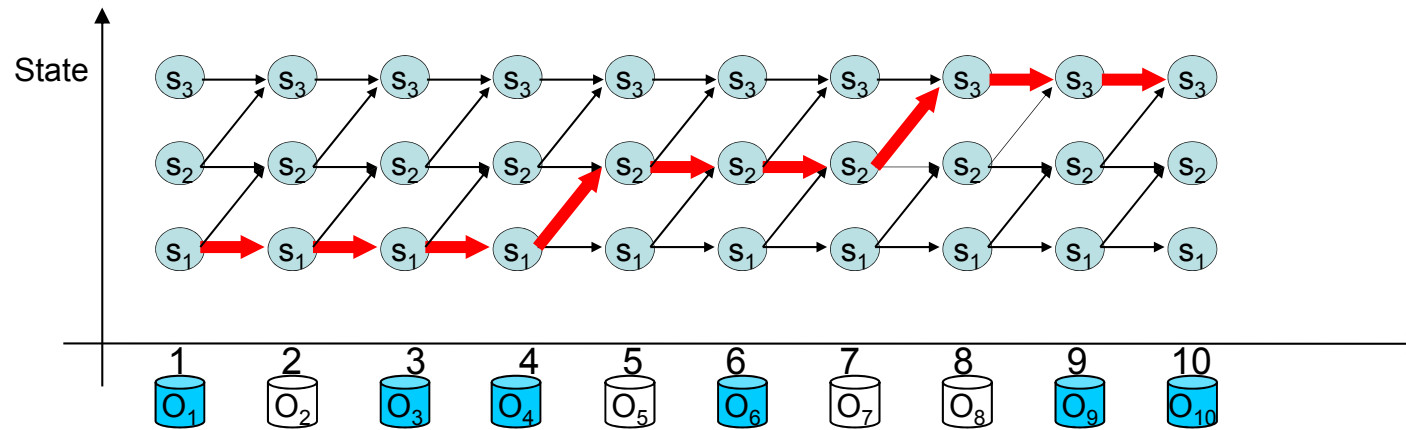 State
s₃ s₃ s₃ s₃ s₃ s₃ s₃ s₃ s₃ s₃
s₂ s₂ s₂ s₂ s₂ s₂ s₂ s₂ s₂ s₂
s₁ s₁ s₁ s₁ s₁ s₁ s₁ s₁ s₁ s₁
1 2 3 4 5 6 7 8 9 10
O₁ O₂ O₃ O₄ O₅ O₆ O₇ O₈ O₉ O₁₀